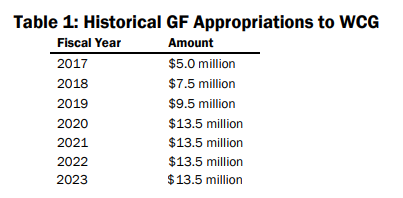 Table 1: Historical GF Appropriations to WCG
Fiscal Year Amount
2017 $5.0 million
2018 $7.5 million
2019 $9.5 million
2020 $13.5 million
2021 $13.5 million
2022 $13.5 million
2023 $13.5 million